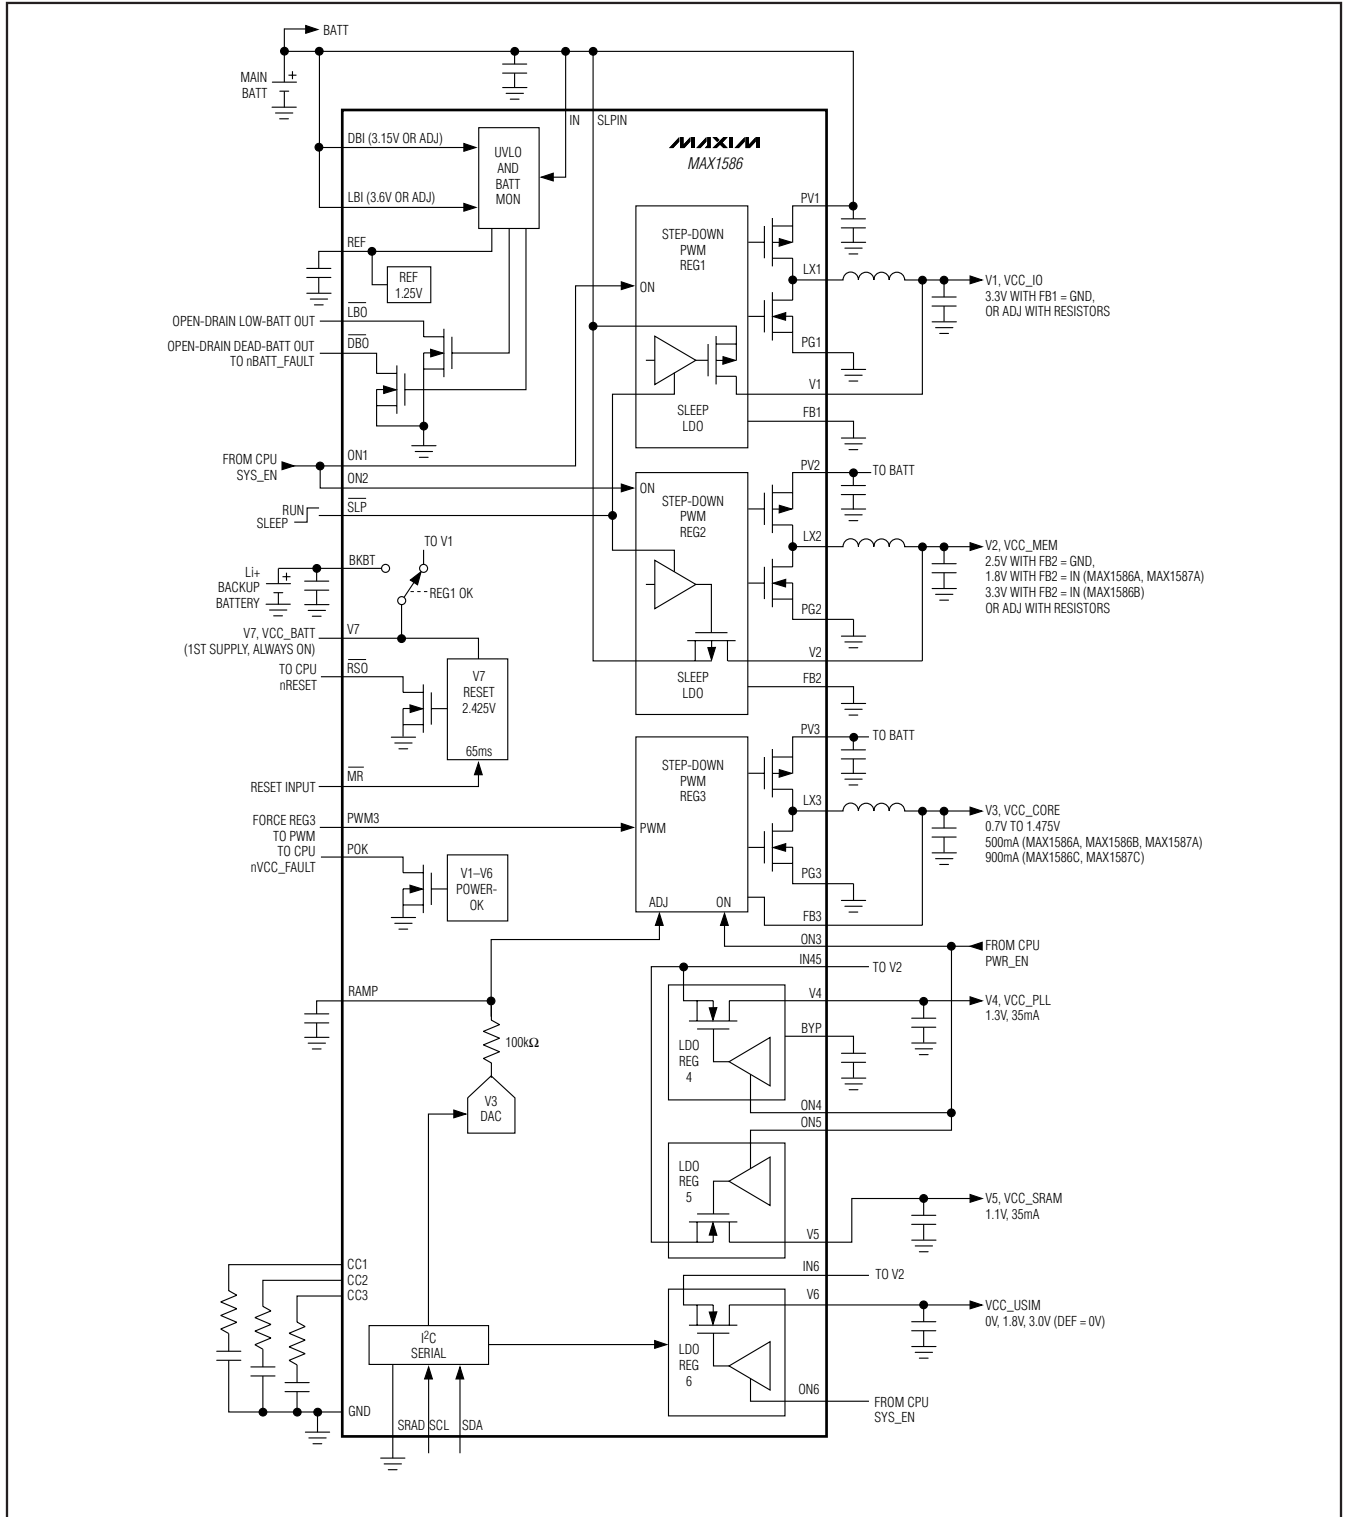 BATT
MAIN
BATT
+
IN
SLPIN
MAXIM
MAX1586
DBI (3.15V OR ADJ)
UVLO
AND
BATT
MON
LBI (3.6V OR ADJ)
REF
REF
1.25V
LBO
OPEN-DRAIN LOW-BATT OUT
DBO
OPEN-DRAIN DEAD-BATT OUT
TO nBATT_FAULT
PV1
STEP-DOWN
PWM
REG1
ON
LX1
V1, VCC_IO
3.3V WITH FB1 = GND,
OR ADJ WITH RESISTORS
PG1
V1
SLEEP
LDO
FB1
FROM CPU
SYS_EN
ON1
ON2
RUN
SLEEP
SLP
PV2
TO BATT
ON
STEP-DOWN
PWM
REG2
LX2
V2, VCC_MEM
2.5V WITH FB2 = GND,
1.8V WITH FB2 = IN (MAX1586A, MAX1587A)
3.3V WITH FB2 = IN (MAX1586B)
OR ADJ WITH RESISTORS
PG2
V2
SLEEP
LDO
FB2
TO V1
BKBT
Li+
BACKUP
BATTERY
+
REG1 OK
V7
V7, VCC_BATT
(1ST SUPPLY, ALWAYS ON)
RSO
TO CPU
nRESET
V7
RESET
2.425V
65ms
MR
RESET INPUT
PV3
TO BATT
STEP-DOWN
PWM
REG3
LX3
V3, VCC_CORE
0.7V TO 1.475V
500mA (MAX1586A, MAX1586B, MAX1587A)
900mA (MAX1586C, MAX1587C)
PWM
PG3
ADJ
ON
FB3
FORCE REG3
TO PWM
PWM3
TO CPU
nVCC_FAULT
POK
V1–V6
POWER-
OK
ON3
FROM CPU
PWR_EN
IN45
TO V2
RAMP
V4
V4, VCC_PLL
1.3V, 35mA
BYP
LDO
REG
4
100kΩ
V3
DAC
ON4
ON5
LDO
REG
5
V5, VCC_SRAM
1.1V, 35mA
V5
IN6
TO V2
V6
VCC_USIM
0V, 1.8V, 3.0V (DEF = 0V)
CC1
CC2
CC3
I2C
SERIAL
LDO
REG
6
ON6
FROM CPU
SYS_EN
GND
SRAD
SCL
SDA